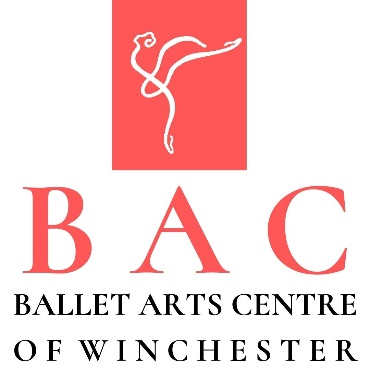 BAC
BALLET ARTS CENTRE
OF WINCHESTER